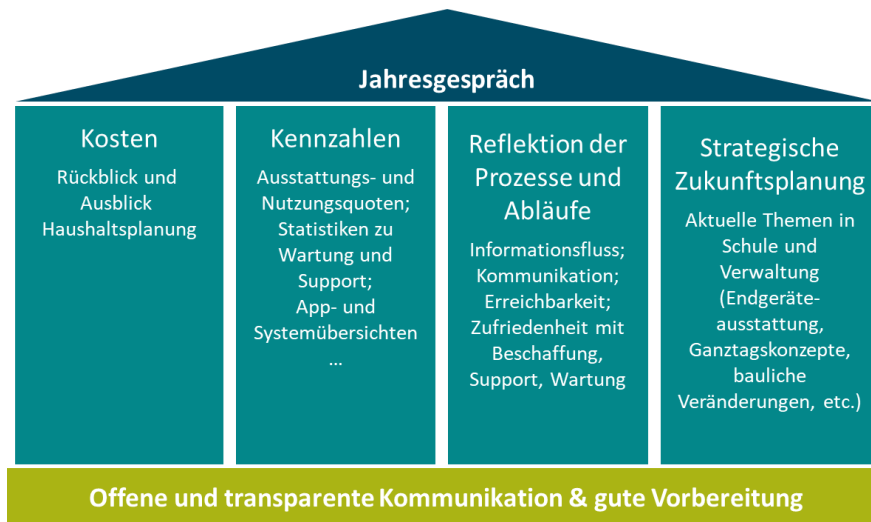 Jahresgespräch
Kosten
Rückblick und
Ausblick
Haushaltsplanung
Kennzahlen
Ausstattungs- und
Nutzungsquoten;
Statistiken zu
Wartung und
Support;
App- und
Systemübersichten
...
Reflektion der
Prozesse und
Abläufe
Informationsfluss;
Kommunikation;
Erreichbarkeit;
Zufriedenheit mit
Beschaffung,
Support, Wartung
Strategische
Zukunftsplanung
Aktuelle Themen in
Schule und
Verwaltung
(Endgeräte-
ausstattung,
Ganztagskonzepte,
bauliche
Veränderungen, etc.)
Offene und transparente Kommunikation & gute Vorbereitung